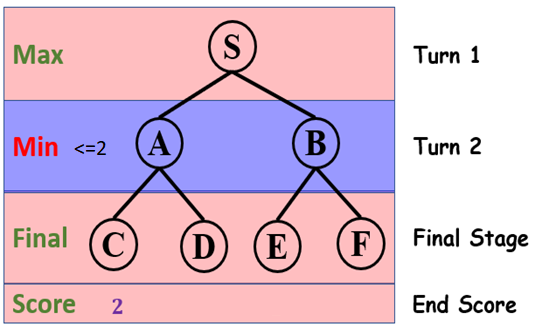 Max S Turn 1
Min <=2 A B Turn 2
Final C D E F Final Stage
Score 2 End Score